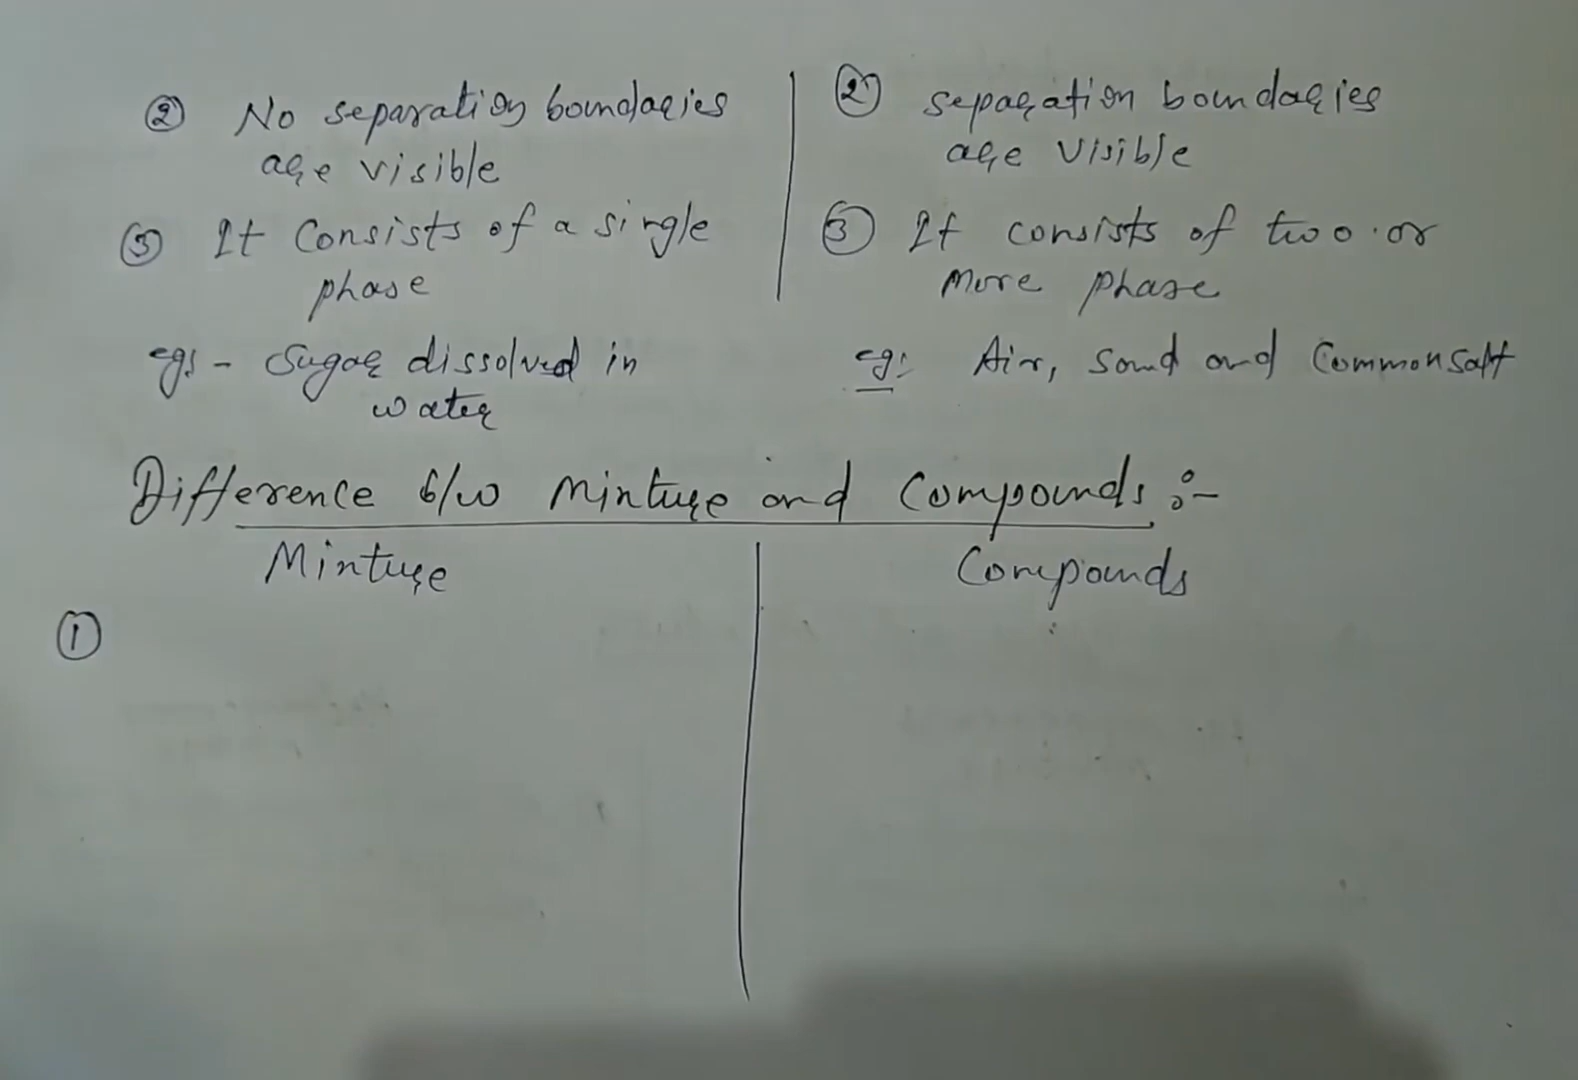 ② No separation boundaries
are visible
③ It Consists of a single
phase
eg:- Sugar dissolved in
water
② separation boundaries
are visible
③ It consists of two or
more phase
eg: Air, Sand and Common Salt
Difference b/w Mixture and Compounds :-
Mixture
Compounds
①